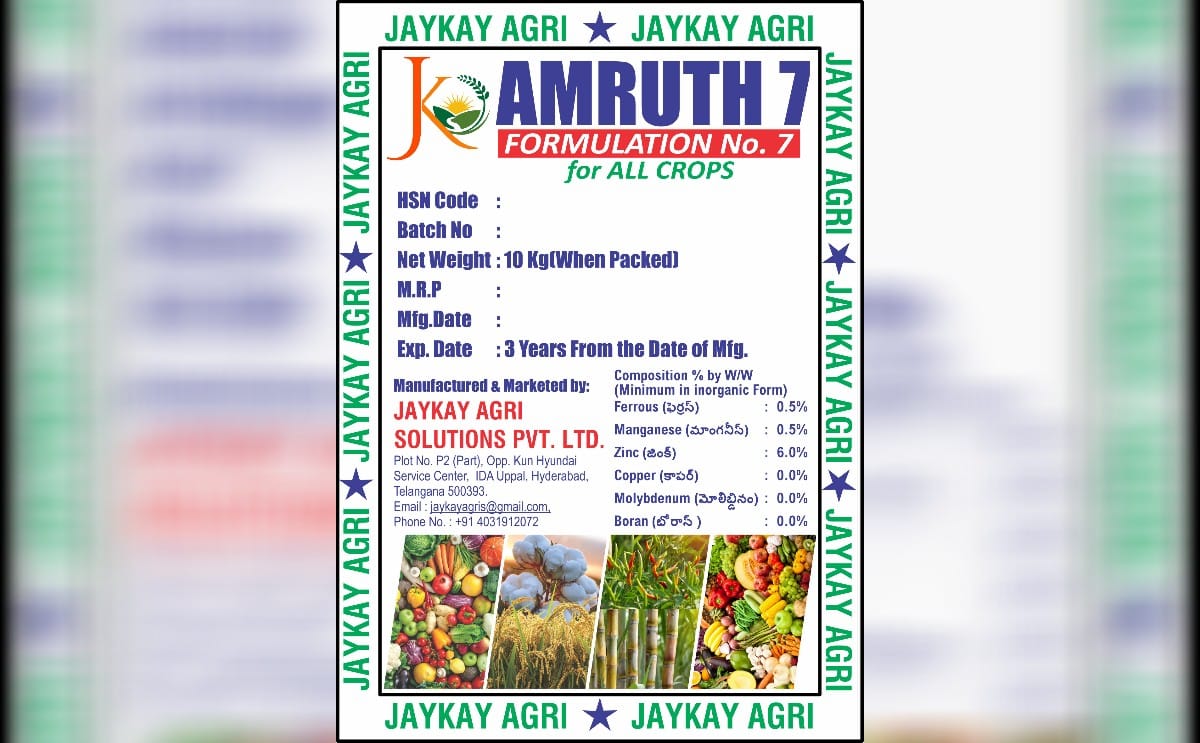 JAYKAY AGRI ★ JAYKAY AGRI
JAYKAY AGRI ★ JAYKAY AGRI ★ JAYKAY AGRI
JAYKAY AGRI ★ JAYKAY AGRI ★ JAYKAY AGRI
JK AMRUTH 7
FORMULATION No. 7
for ALL CROPS
HSN Code :
Batch No :
Net Weight : 10 Kg(When Packed)
M.R.P :
Mfg.Date :
Exp. Date : 3 Years From the Date of Mfg.
Manufactured & Marketed by:
JAYKAY AGRI
SOLUTIONS PVT. LTD.
Plot No. P2 (Part), Opp. Kun Hyundai
Service Center, IDA Uppal, Hyderabad,
Telangana 500393.
Email : jaykayagris@gmail.com,
Phone No. : +91 4031912072
Composition % by W/W
(Minimum in inorganic Form)
Ferrous (ఫెర్రస్) : 0.5%
Manganese (మాంగనీస్) : 0.5%
Zinc (జింక్) : 6.0%
Copper (కాపర్) : 0.0%
Molybdenum (మోలిబ్డినం) : 0.0%
Boran (బోరాన్ ) : 0.0%
JAYKAY AGRI ★ JAYKAY AGRI